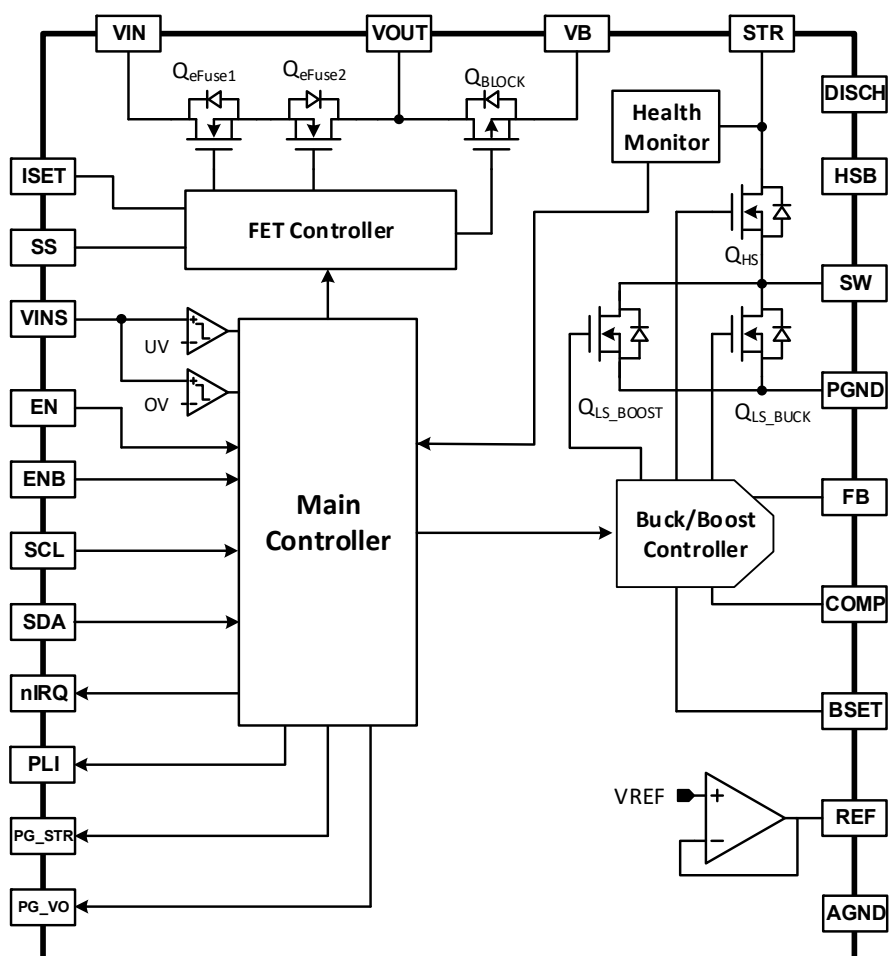 VIN
VOUT
VB
STR
QeFuse1
QeFuse2
QBLOCK
DISCH
Health
Monitor
ISET
HSB
FET Controller
SS
QHS
SW
VINS
+
-
UV
+
-
OV
PGND
EN
QLS_BOOST
QLS_BUCK
ENB
FB
Main
Controller
Buck/Boost
Controller
SCL
COMP
SDA
nIRQ
BSET
PLI
VREF
+
-
REF
PG_STR
PG_VO
AGND